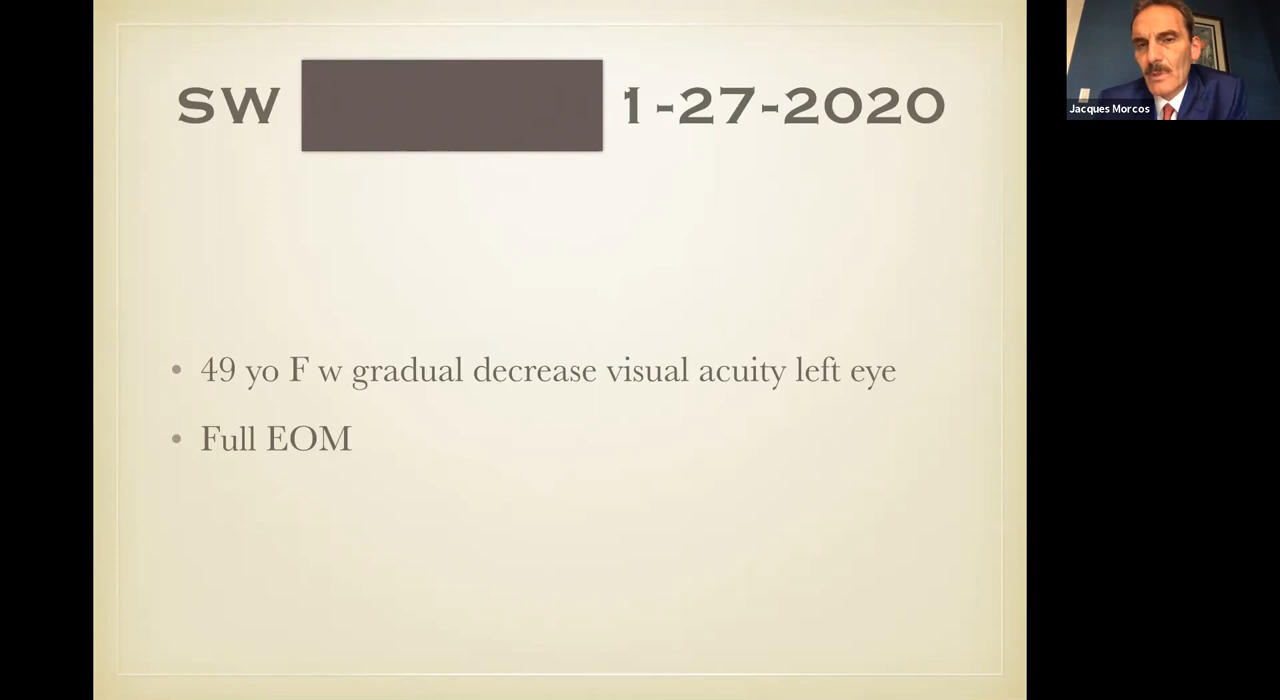 SW 1-27-2020
Jacques Morcos
• 49 yo F w gradual decrease visual acuity left eye
• Full EOM